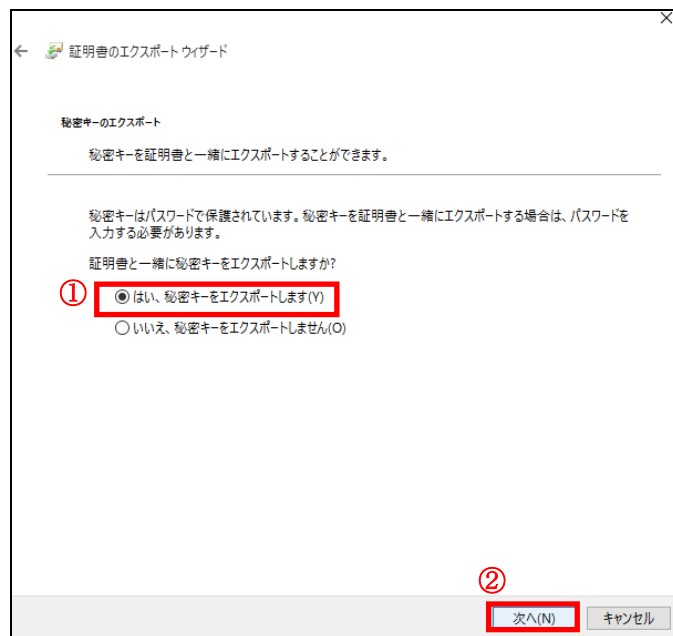 証明書のエクスポート ウィザード
秘密キーのエクスポート
秘密キーを証明書と一緒にエクスポートすることができます。
秘密キーはパスワードで保護されています。秘密キーを証明書と一緒にエクスポートする場合は、パスワードを
入力する必要があります。
証明書と一緒に秘密キーをエクスポートしますか?
① はい、秘密キーをエクスポートします(Y)
いいえ、秘密キーをエクスポートしません(O)
②
次へ(N) キャンセル